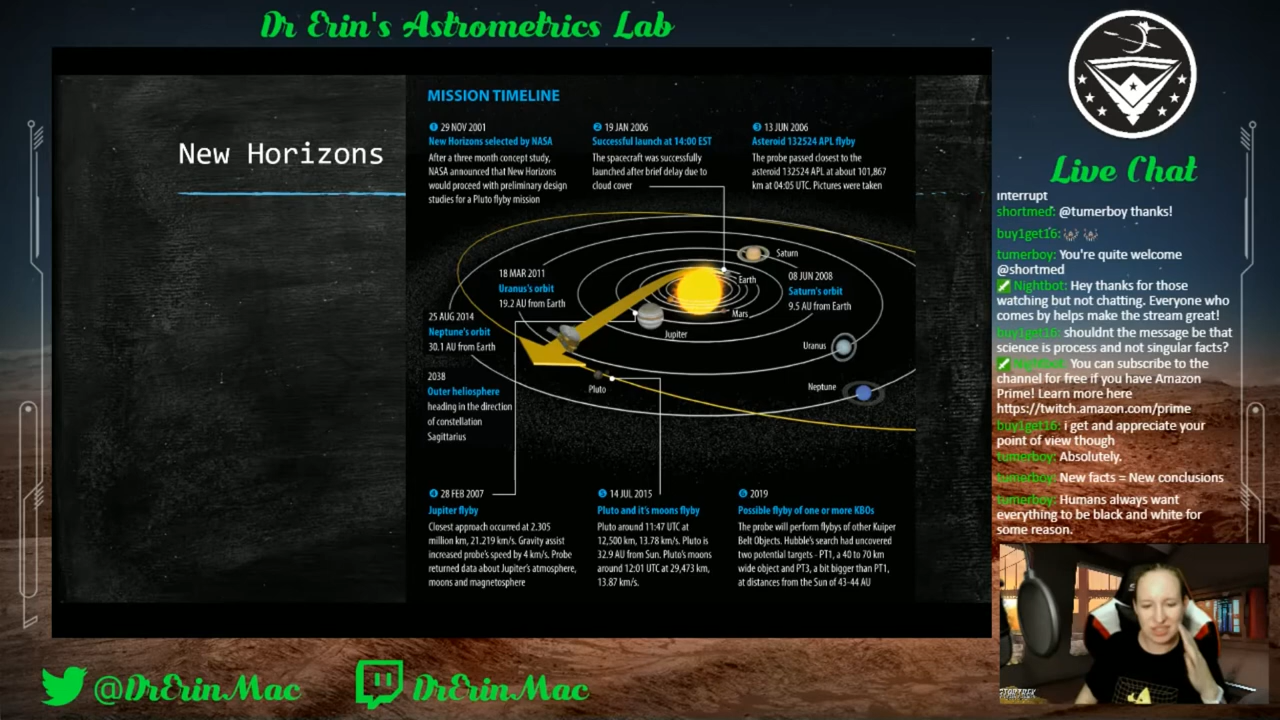 Dr Erin's Astrometrics Lab
New Horizons
MISSION TIMELINE
1 29 NOV 2001
New Horizons selected by NASA
After a three month concept study,
NASA announced that New Horizons
would proceed with preliminary design
studies for a Pluto flyby mission
2 19 JAN 2006
Successful launch at 14:00 EST
The spacecraft was successfully
launched after brief delay due to
cloud cover
3 13 JUN 2006
Asteroid 132524 APL flyby
The probe passed closest to the
asteroid 132524 APL at about 101,867
km at 04:05 UTC. Pictures were taken
Saturn
Earth
Mars
Jupiter
Uranus
Neptune
Pluto
08 JUN 2008
Saturn's orbit
9.5 AU from Earth
18 MAR 2011
Uranus's orbit
19.2 AU from Earth
25 AUG 2014
Neptune's orbit
30.1 AU from Earth
2038
Outer heliosphere
heading in the direction
of constellation
Sagittarius
4 28 FEB 2007
Jupiter flyby
Closest approach occurred at 2.305
million km, 21.219 km/s. Gravity assist
increased probe's speed by 4 km/s. Probe
returned data about Jupiter's atmosphere,
moons and magnetosphere
5 14 JUL 2015
Pluto and it's moons flyby
Pluto around 11:47 UTC at
12,500 km, 13.78 km/s. Pluto is
32.9 AU from Sun. Pluto's moons
around 12:01 UTC at 29,473 km,
13.87 km/s.
6 2019
Possible flyby of one or more KBOs
The probe will perform flybys of other Kuiper
Belt Objects. Hubble's search had uncovered
two potential targets - PT1, a 40 to 70 km
wide object and PT3, a bit bigger than PT1,
at distances from the Sun of 43-44 AU
Live Chat
interrupt
shortmed: @tumerboy thanks!
buy1get16:
tumerboy: You're quite welcome
@shortmed
Nightbot: Hey thanks for those
watching but not chatting. Everyone who
comes by helps make the stream great!
buy1get16: shouldnt the message be that
science is process and not singular facts?
Nightbot: You can subscribe to the
channel for free if you have Amazon
Prime! Learn more here
https://twitch.amazon.com/prime
buy1get16: i get and appreciate your
point of view though
tumerboy: Absolutely.
tumerboy: New facts = New conclusions
tumerboy: Humans always want
everything to be black and white for
some reason.
STAR TREK
@DrErinMac
DrErinMac